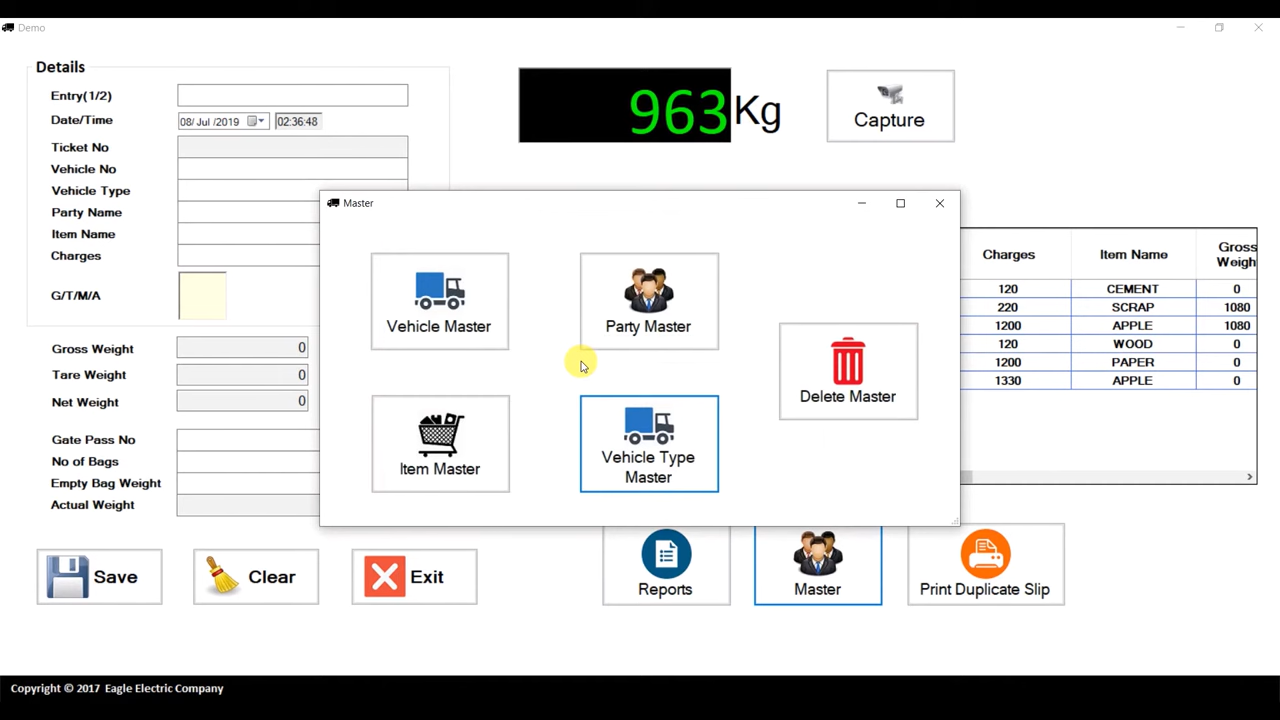 Demo
Details
Entry(1/2)
Date/Time 08/ Jul /2019 02:36:48
Ticket No
Vehicle No
Vehicle Type
Party Name
Item Name
Charges
G/T/M/A
Gross Weight 0
Tare Weight 0
Net Weight 0
Gate Pass No
No of Bags
Empty Bag Weight
Actual Weight
963 Kg
Capture
Master
Vehicle Master
Party Master
Item Master
Vehicle Type
Master
Delete Master
Charges Item Name Gross
Weigh
120 CEMENT 0
220 SCRAP 1080
1200 APPLE 1080
120 WOOD 0
1200 PAPER 0
1330 APPLE 0
Save Clear Exit
Reports Master Print Duplicate Slip
Copyright © 2017 Eagle Electric Company